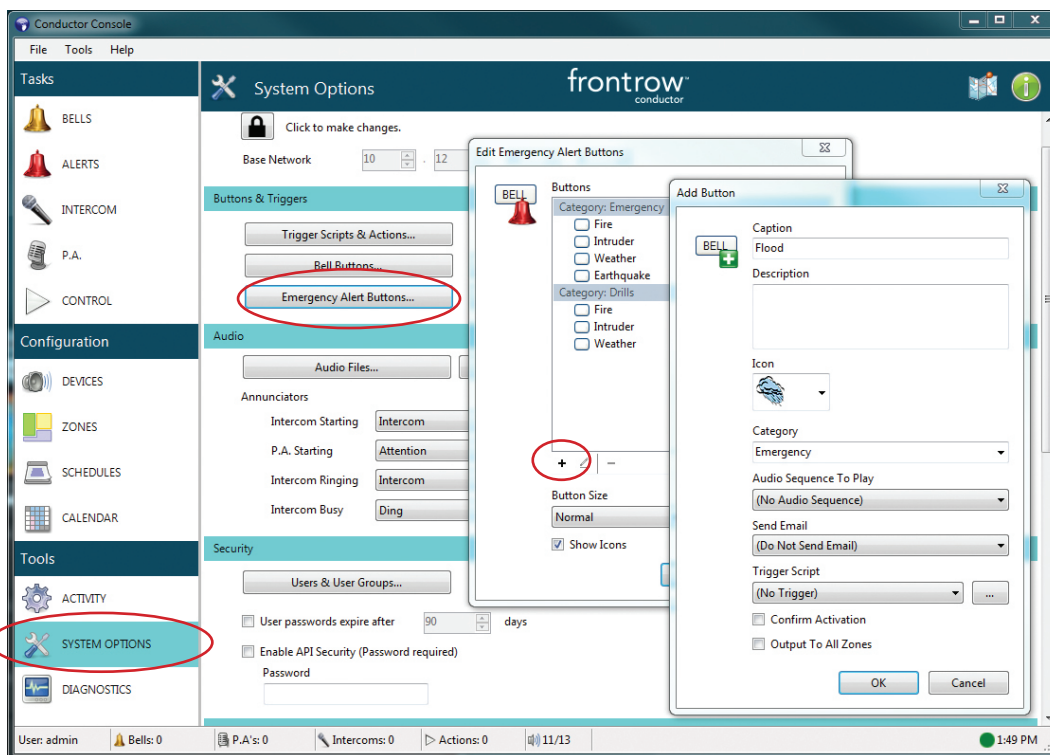 Conductor Console
File Tools Help
Tasks
BELLS
ALERTS
INTERCOM
P.A.
CONTROL
Configuration
DEVICES
ZONES
SCHEDULES
CALENDAR
Tools
ACTIVITY
SYSTEM OPTIONS
DIAGNOSTICS
System Options
frontrow™
conductor
Click to make changes.
Base Network 10 . 12
Buttons & Triggers
Trigger Scripts & Actions...
Bell Buttons...
Emergency Alert Buttons...
Audio
Audio Files...
Annunciators
Intercom Starting Intercom
P.A. Starting Attention
Intercom Ringing Intercom
Intercom Busy Ding
Security
Users & User Groups...
User passwords expire after 90 days
Enable API Security (Password required)
Password
Edit Emergency Alert Buttons
BELL
Buttons
Category: Emergency
Fire
Intruder
Weather
Earthquake
Category: Drills
Fire
Intruder
Weather
Button Size
Normal
Show Icons
Add Button
BELL
Caption
Flood
Description
Icon
Category
Emergency
Audio Sequence To Play
(No Audio Sequence)
Send Email
(Do Not Send Email)
Trigger Script
(No Trigger) ...
Confirm Activation
Output To All Zones
OK Cancel
User: admin Bells: 0 P.A's: 0 Intercoms: 0 Actions: 0 11/13 1:49 PM